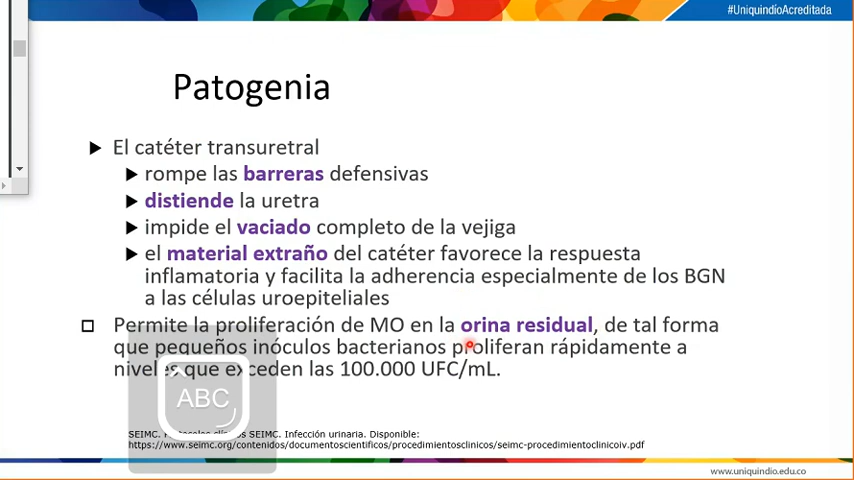 #UniquindioAcreditada
Patogenia
El catéter transuretral
rompe las barreras defensivas
distiende la uretra
impide el vaciado completo de la vejiga
el material extraño del catéter favorece la respuesta
inflamatoria y facilita la adherencia especialmente de los BGN
a las células uroepiteliales
Permite la proliferación de MO en la orina residual, de tal forma
que pequeños inóculos bacterianos proliferan rápidamente a
niveles que exceden las 100.000 UFC/mL.
ABC
SEIMC. Protocolos clínicos SEIMC. Infección urinaria. Disponible:
https://www.seimc.org/contenidos/documentoscientificos/procedimientosclinicos/seimc-procedimientoclinicoiv.pdf
www.uniquindio.edu.co